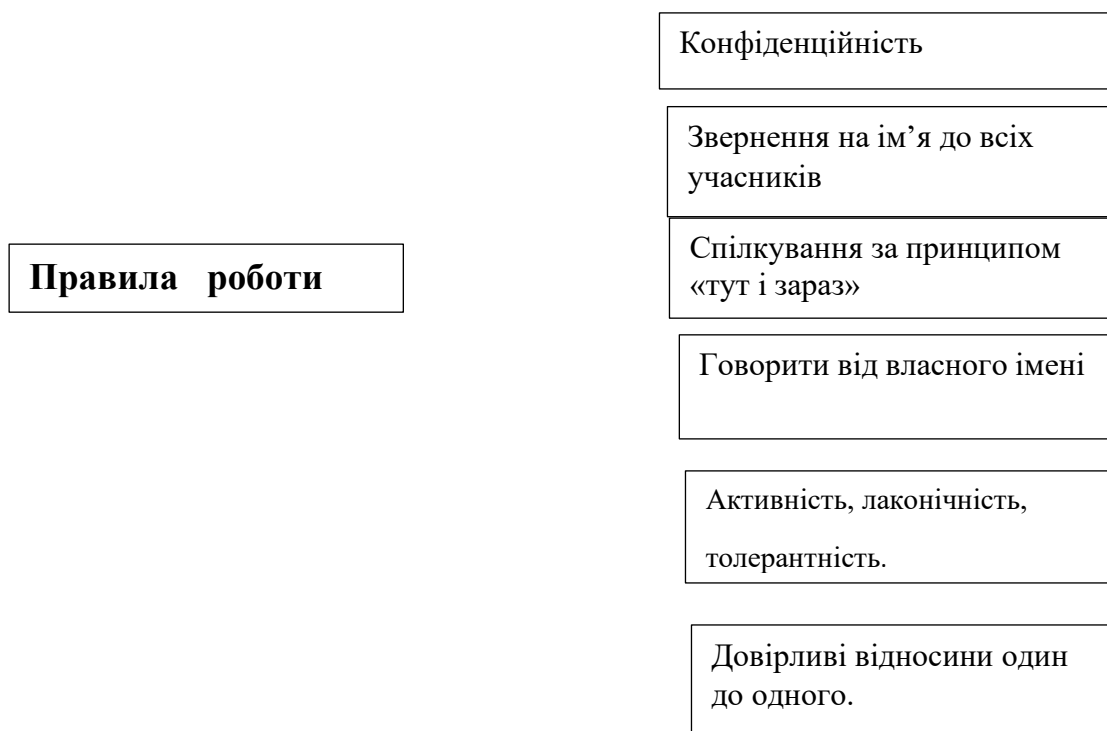 Правила роботи
Конфіденційність
Звернення на ім’я до всіх
учасників
Спілкування за принципом
«тут і зараз»
Говорити від власного імені
Активність, лаконічність,
толерантність.
Довірливі відносини один
до одного.